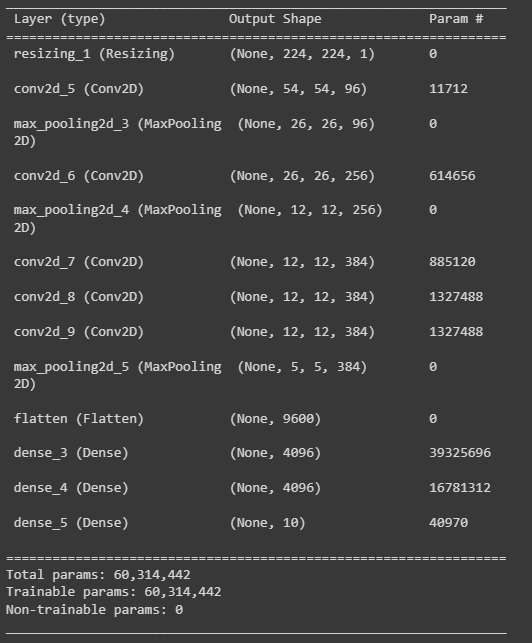 Layer (type) Output Shape Param #
=================================================================
resizing_1 (Resizing) (None, 224, 224, 1) 0
conv2d_5 (Conv2D) (None, 54, 54, 96) 11712
max_pooling2d_3 (MaxPooling (None, 26, 26, 96) 0
2D)
conv2d_6 (Conv2D) (None, 26, 26, 256) 614656
max_pooling2d_4 (MaxPooling (None, 12, 12, 256) 0
2D)
conv2d_7 (Conv2D) (None, 12, 12, 384) 885120
conv2d_8 (Conv2D) (None, 12, 12, 384) 1327488
conv2d_9 (Conv2D) (None, 12, 12, 384) 1327488
max_pooling2d_5 (MaxPooling (None, 5, 5, 384) 0
2D)
flatten (Flatten) (None, 9600) 0
dense_3 (Dense) (None, 4096) 39325696
dense_4 (Dense) (None, 4096) 16781312
dense_5 (Dense) (None, 10) 40970
=================================================================
Total params: 60,314,442
Trainable params: 60,314,442
Non-trainable params: 0